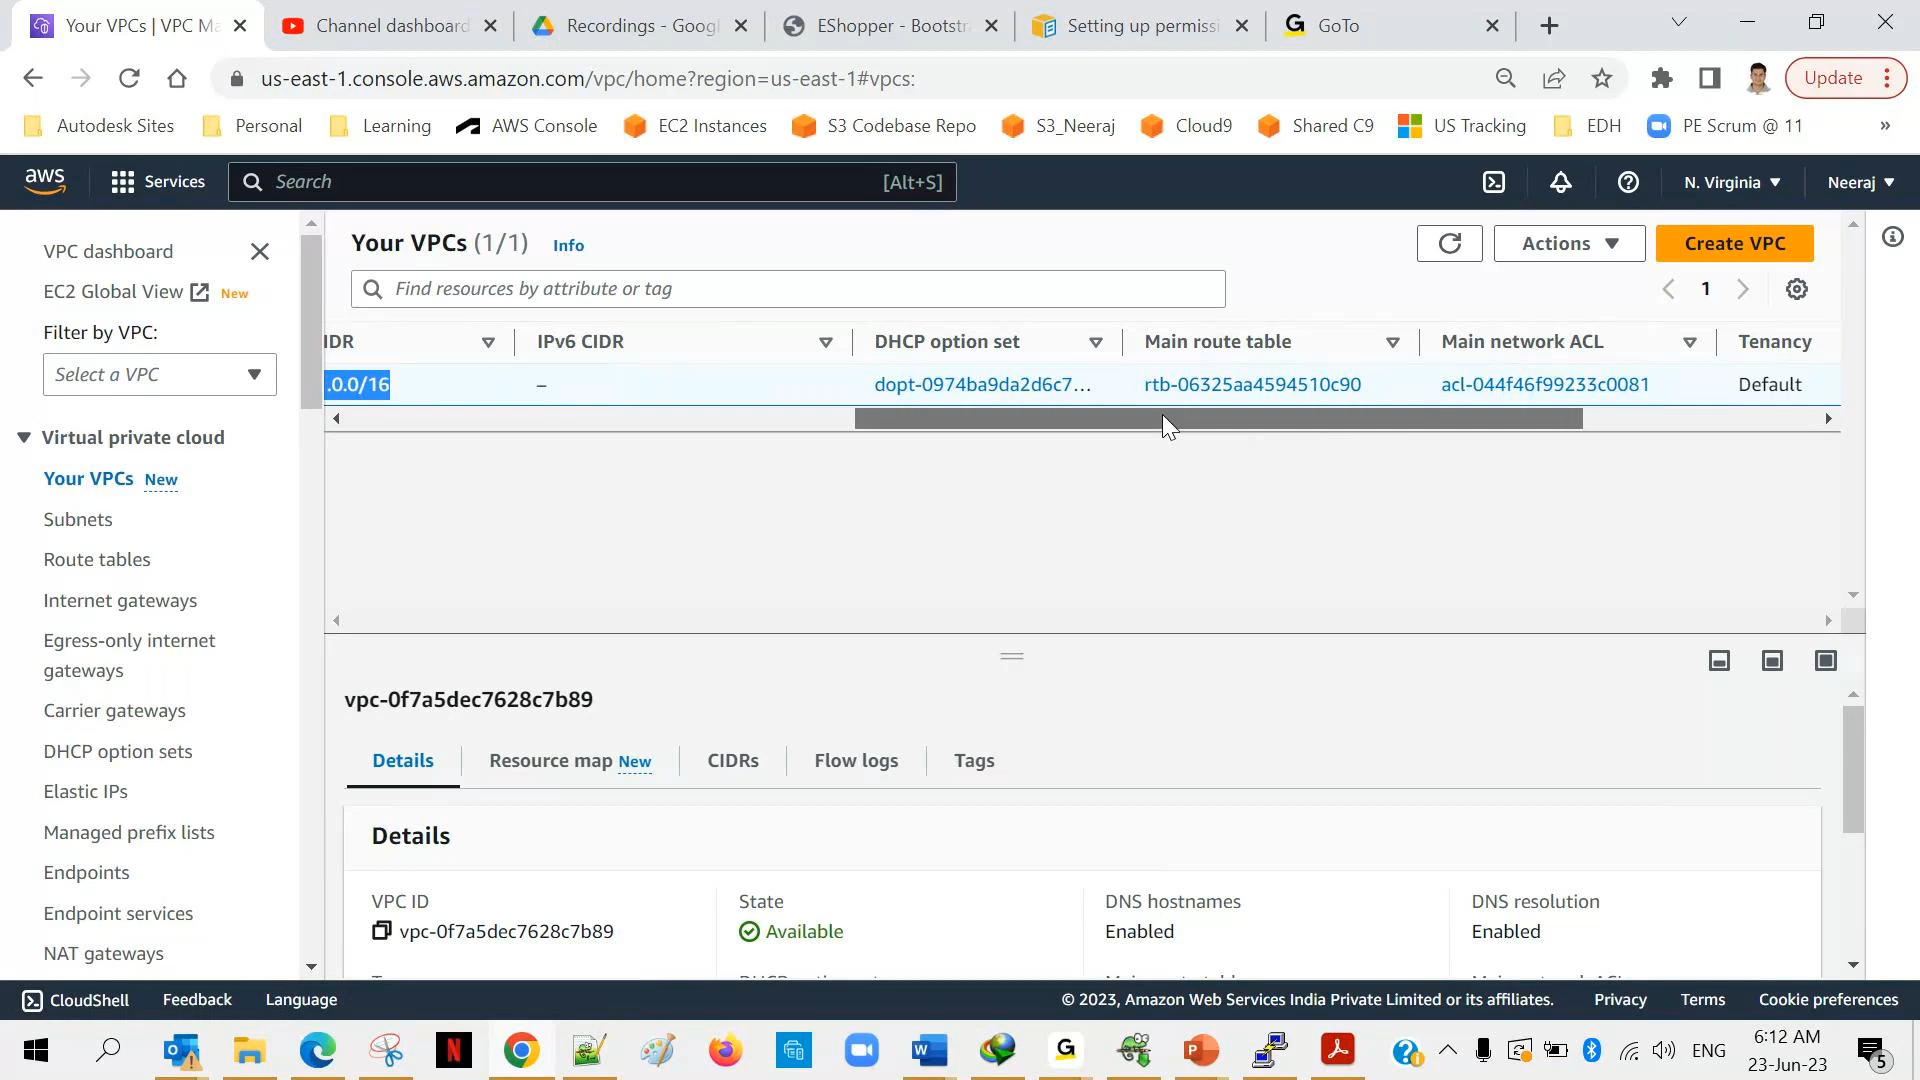 Your VPCs | VPC Ma
Channel dashboard
Recordings - Googl
EShopper - Bootstra
Setting up permissi
GoTo
us-east-1.console.aws.amazon.com/vpc/home?region=us-east-1#vpcs:
Update
Autodesk Sites
Personal
Learning
AWS Console
EC2 Instances
S3 Codebase Repo
S3_Neeraj
Cloud9
Shared C9
US Tracking
EDH
PE Scrum @ 11
»
aws
Services
Search
[Alt+S]
N. Virginia
Neeraj
VPC dashboard
EC2 Global View New
Filter by VPC:
Select a VPC
Virtual private cloud
Your VPCs New
Subnets
Route tables
Internet gateways
Egress-only internet
gateways
Carrier gateways
DHCP option sets
Elastic IPs
Managed prefix lists
Endpoints
Endpoint services
NAT gateways
Your VPCs (1/1) Info
Actions
Create VPC
Find resources by attribute or tag
1
IDR
IPv6 CIDR
DHCP option set
Main route table
Main network ACL
Tenancy
.0.0/16
–
dopt-0974ba9da2d6c7...
rtb-06325aa4594510c90
acl-044f46f99233c0081
Default
vpc-0f7a5dec7628c7b89
Details
Resource map New
CIDRs
Flow logs
Tags
Details
VPC ID
State
DNS hostnames
DNS resolution
vpc-0f7a5dec7628c7b89
Available
Enabled
Enabled
CloudShell
Feedback
Language
© 2023, Amazon Web Services India Private Limited or its affiliates.
Privacy
Terms
Cookie preferences
ENG
6:12 AM
23-Jun-23
5